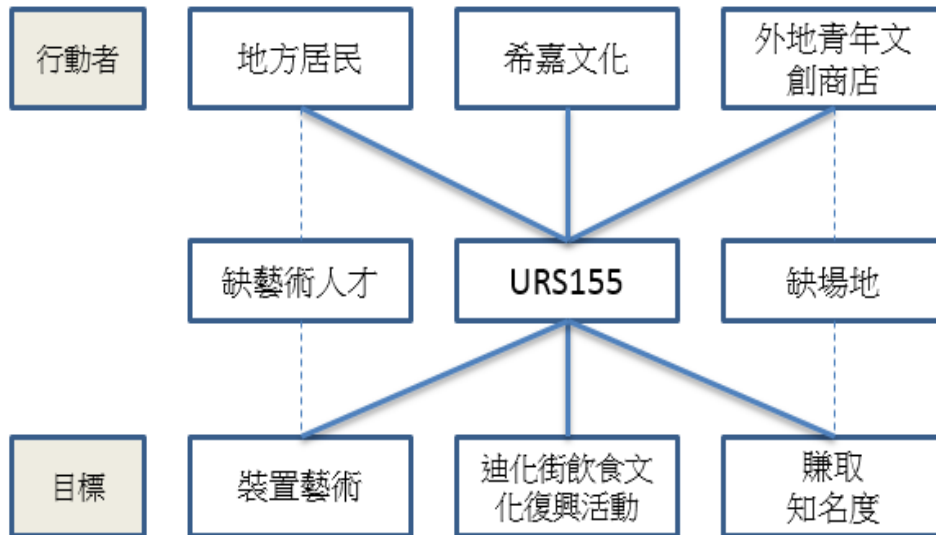 行動者
地方居民
希嘉文化
外地青年文
創商店
缺藝術人才
URS155
缺場地
目標
裝置藝術
迪化街飲食文
化復興活動
賺取
知名度